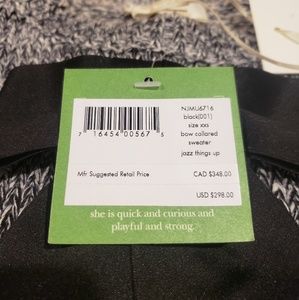 NJMU6716
black(001)
size xxs
bow collared
sweater
jazz things up
7 16454 00567 5
Mfr Suggested Retail Price CAD $348.00
USD $298.00
she is quick and curious and
playful and strong.